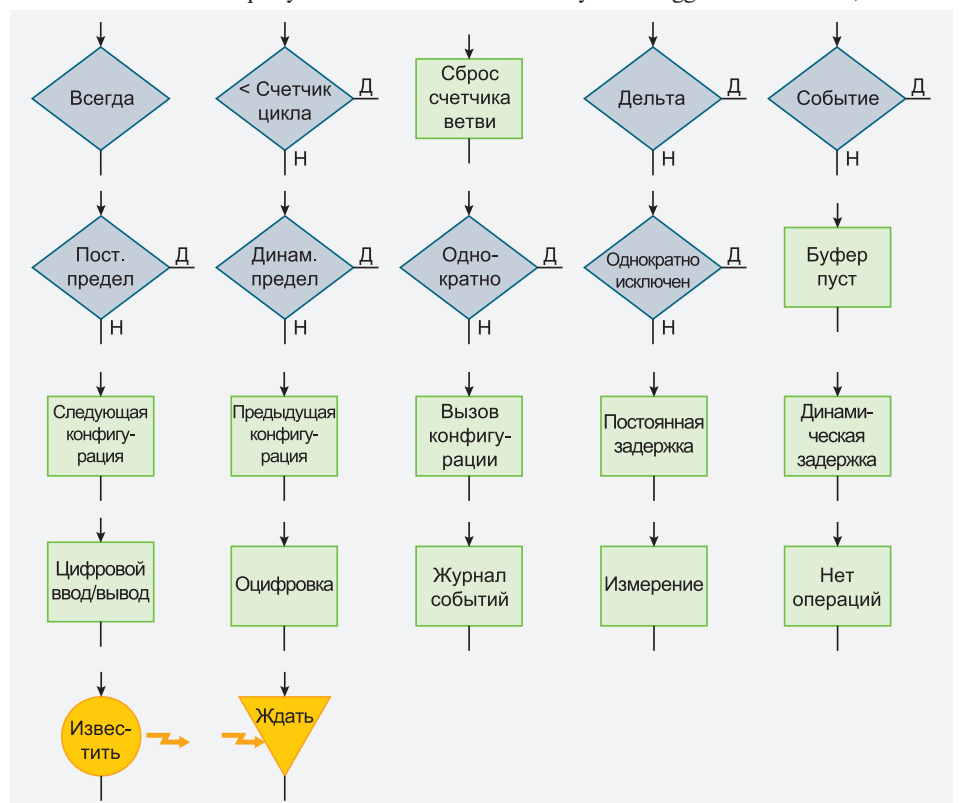 Всегда
< Счетчик
цикла
Д
Н
Сброс
счетчика
ветви
Дельта
Д
Н
Событие
Д
Н
Пост.
предел
Д
Н
Динам.
предел
Д
Н
Одно-
кратно
Д
Н
Однократно
исключен
Д
Н
Буфер
пуст
Следующая
конфигу-
рация
Предыдущая
конфигу-
рация
Вызов
конфигу-
рации
Постоянная
задержка
Динами-
ческая
задержка
Цифровой
ввод/вывод
Оцифровка
Журнал
событий
Измерение
Нет
операций
Извес-
тить
Ждать